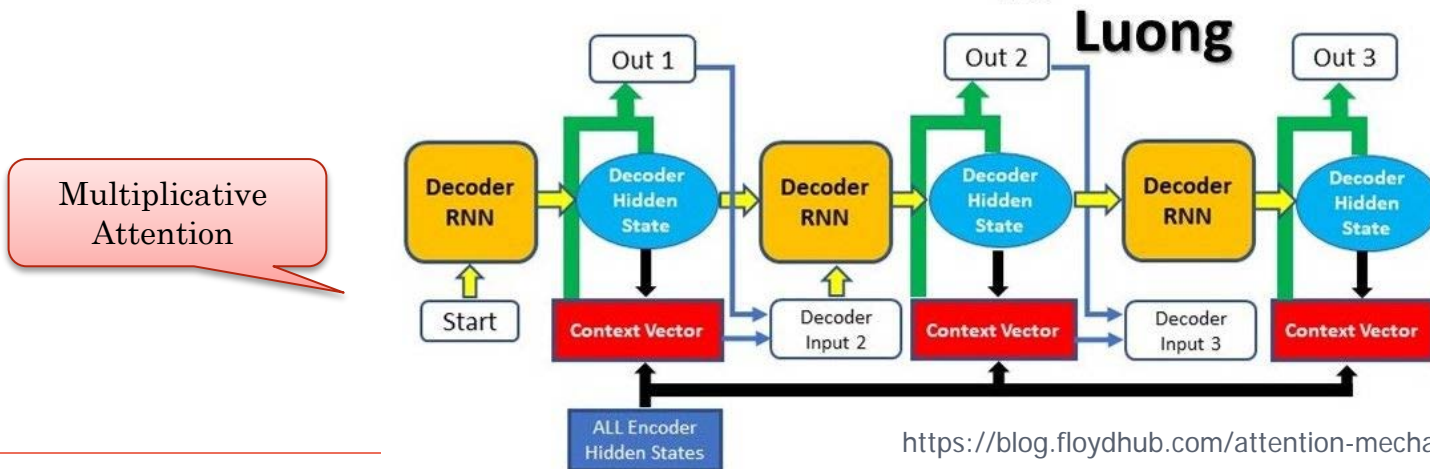 Luong
Out 1
Out 2
Out 3
Multiplicative
Attention
Decoder
RNN
Decoder
Hidden
State
Decoder
RNN
Decoder
Hidden
State
Decoder
RNN
Decoder
Hidden
State
Start
Context Vector
Decoder
Input 2
Context Vector
Decoder
Input 3
Context Vector
ALL Encoder
Hidden States
https://blog.floydhub.com/attention-mecha